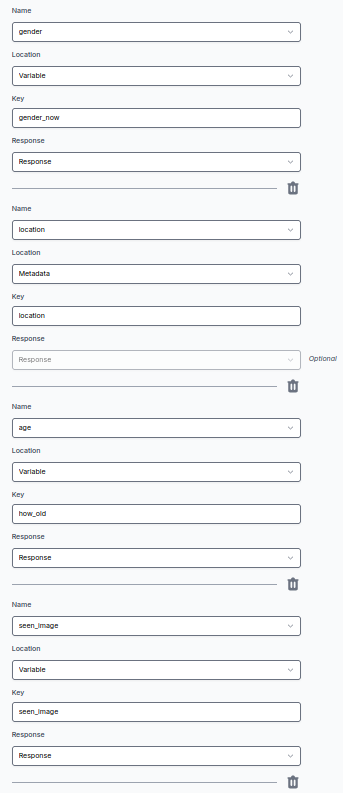 Name
gender
Location
Variable
Key
gender_now
Response
Response
Name
location
Location
Metadata
Key
location
Response
Response
Optional
Name
age
Location
Variable
Key
how_old
Response
Response
Name
seen_image
Location
Variable
Key
seen_image
Response
Response